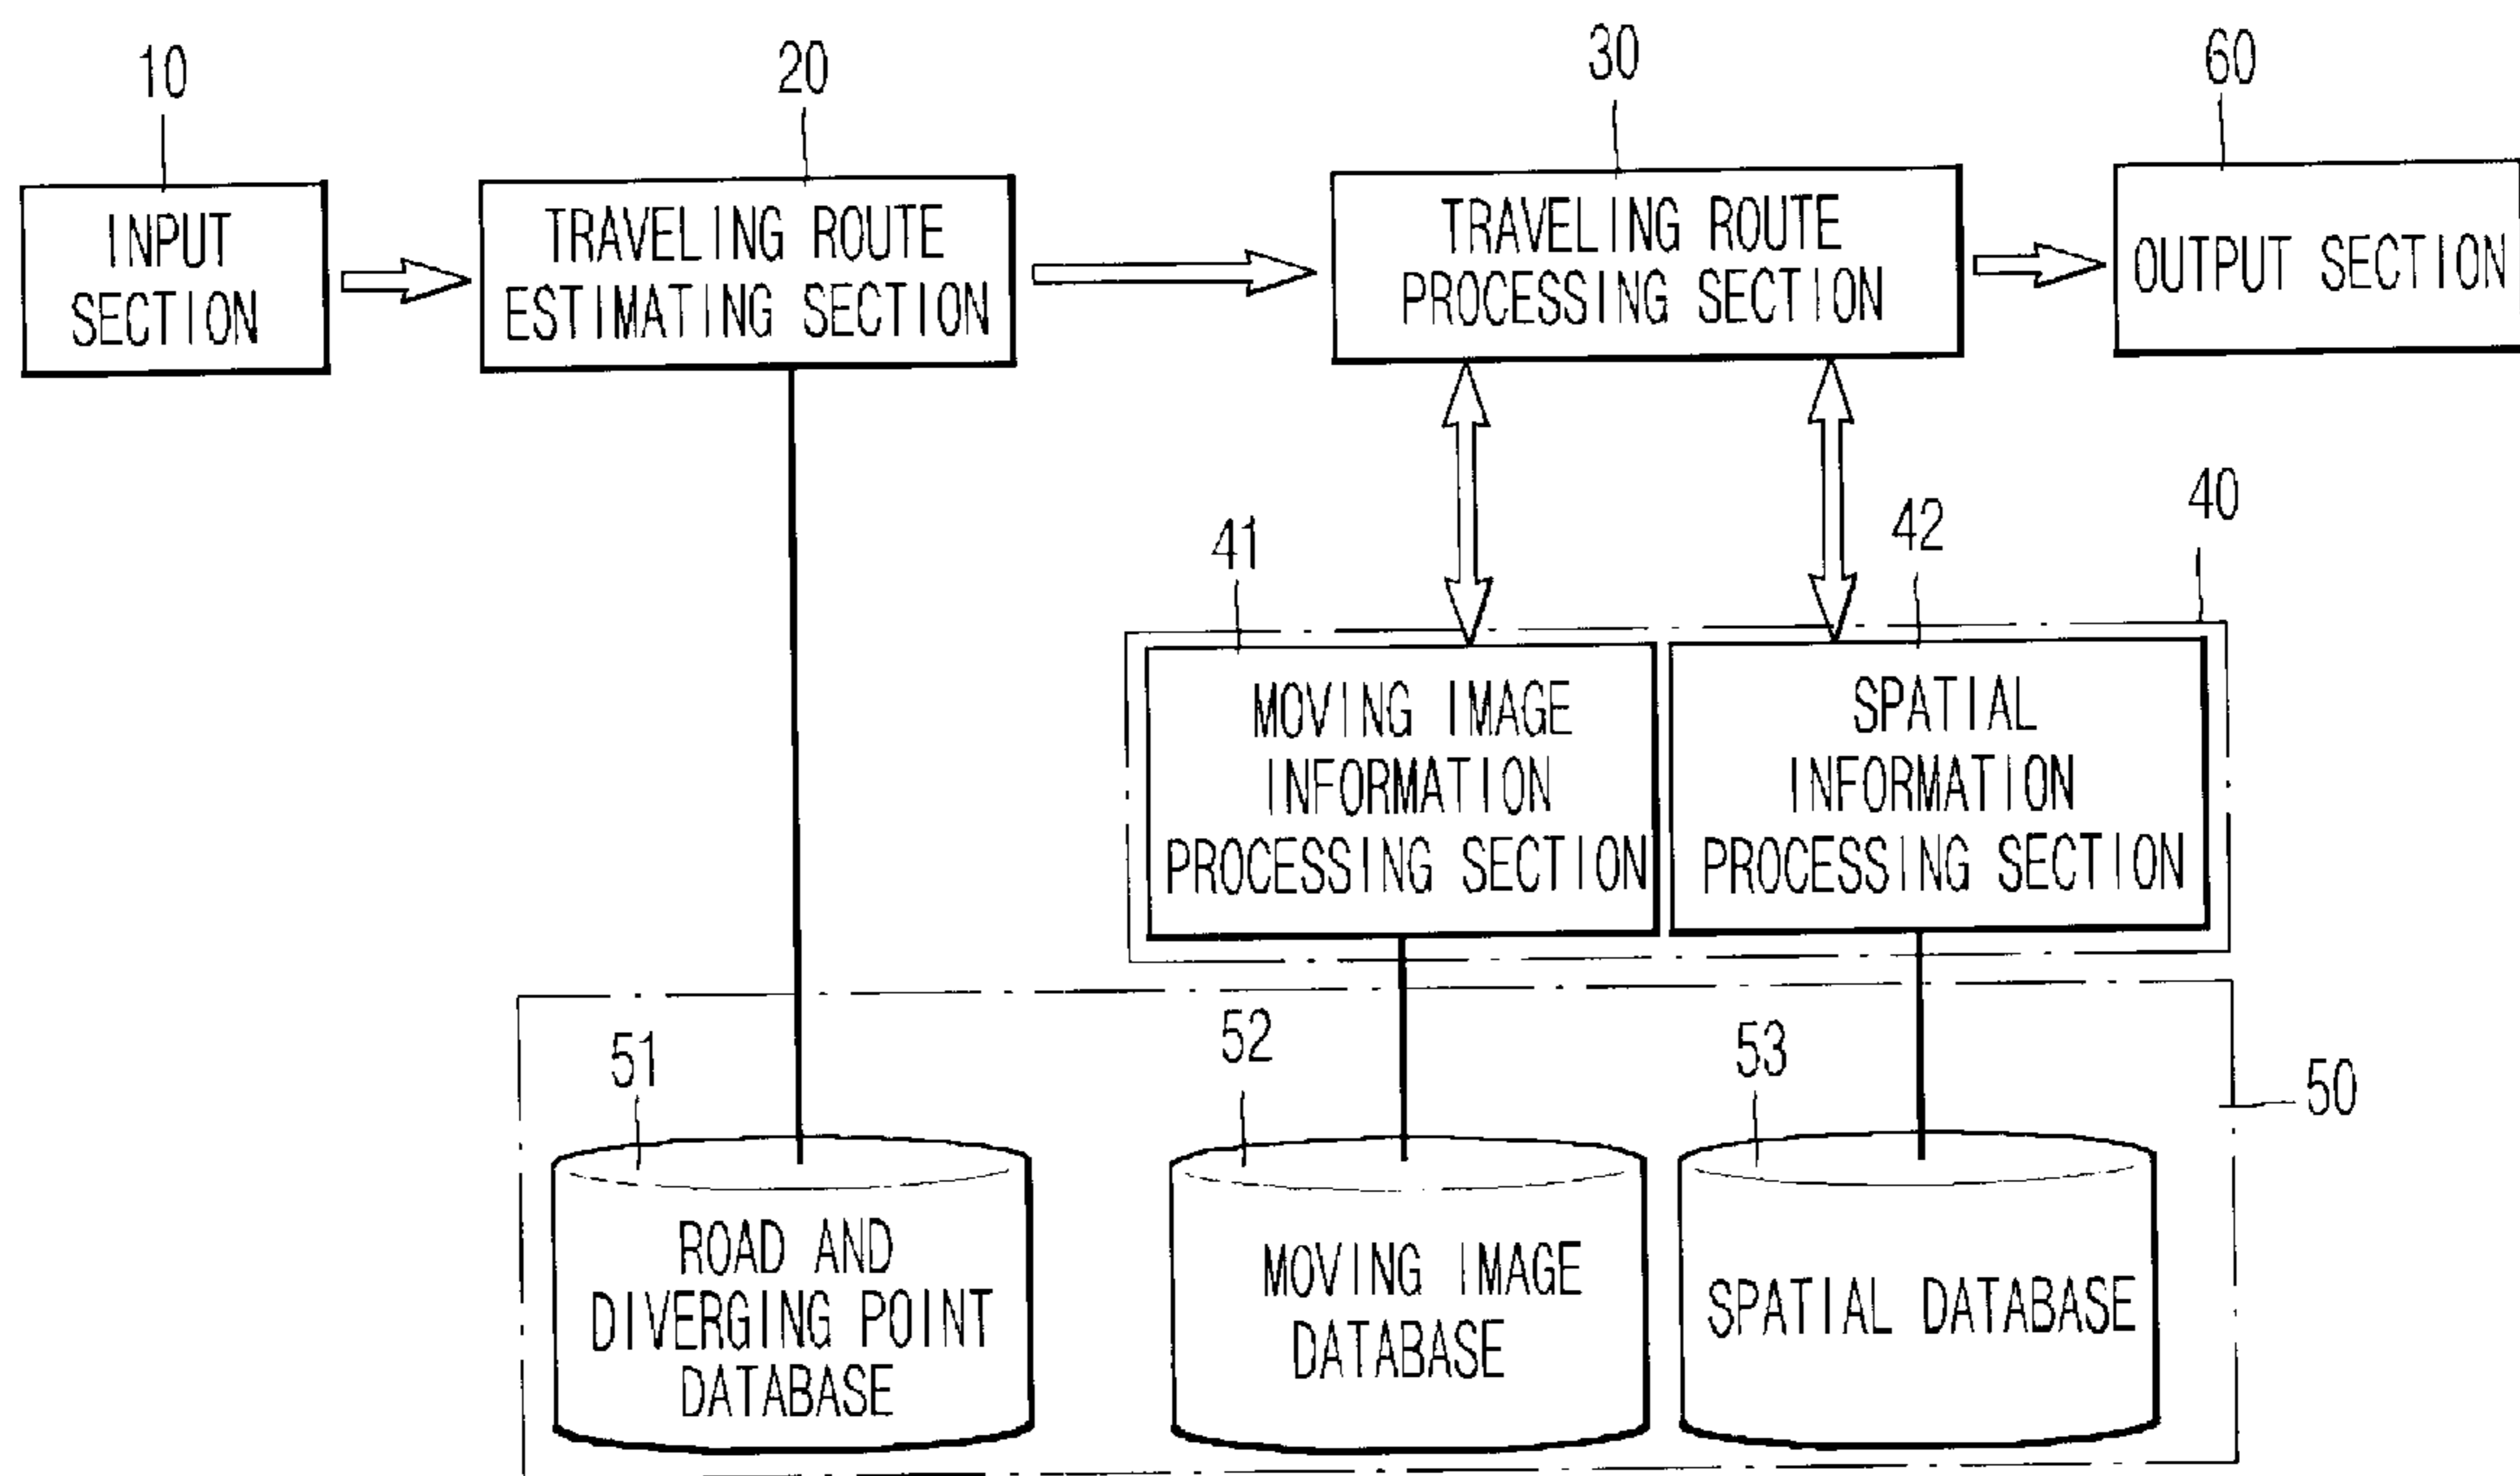 10
20
30
60
INPUT
SECTION
TRAVELING ROUTE
ESTIMATING SECTION
TRAVELING ROUTE
PROCESSING SECTION
OUTPUT SECTION
41
42
40
MOVING IMAGE
INFORMATION
PROCESSING SECTION
SPATIAL
INFORMATION
PROCESSING SECTION
51
52
53
50
ROAD AND
DIVERGING POINT
DATABASE
MOVING IMAGE
DATABASE
SPATIAL DATABASE